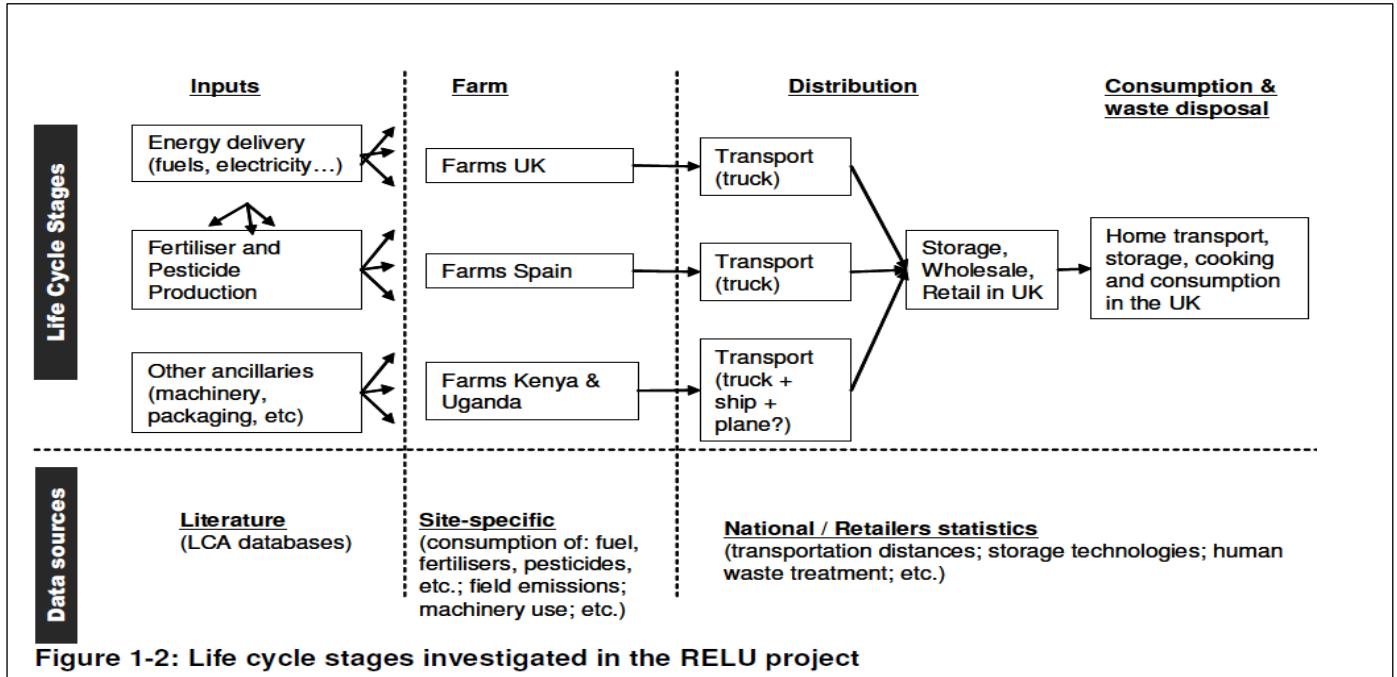 Inputs
Farm
Distribution
Consumption &
waste disposal
Life Cycle Stages
Energy delivery
(fuels, electricity…)
Farms UK
Transport
(truck)
Fertiliser and
Pesticide
Production
Farms Spain
Transport
(truck)
Storage,
Wholesale,
Retail in UK
Home transport,
storage, cooking
and consumption
in the UK
Other ancillaries
(machinery,
packaging, etc)
Farms Kenya &
Uganda
Transport
(truck +
ship +
plane?)
Data sources
Literature
(LCA databases)
Site-specific
(consumption of: fuel,
fertilisers, pesticides,
etc.; field emissions;
machinery use; etc.)
National / Retailers statistics
(transportation distances; storage technologies; human
waste treatment; etc.)
Figure 1-2: Life cycle stages investigated in the RELU project